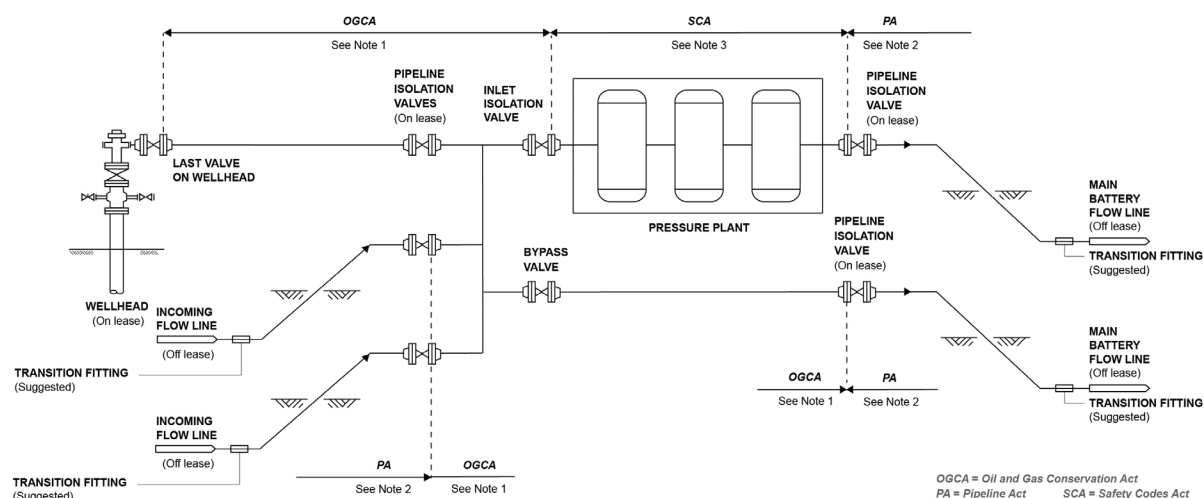 OGCA
SCA
PA
See Note 1
See Note 3
See Note 2
PIPELINE
ISOLATION
VALVES
(On lease)
INLET
ISOLATION
VALVE
PIPELINE
ISOLATION
VALVE
(On lease)
LAST VALVE
ON WELLHEAD
PRESSURE PLANT
MAIN
BATTERY
FLOW LINE
(Off lease)
TRANSITION FITTING
(Suggested)
PIPELINE
ISOLATION
VALVE
(On lease)
BYPASS
VALVE
WELLHEAD
(On lease)
INCOMING
FLOW LINE
(Off lease)
TRANSITION FITTING
(Suggested)
MAIN
BATTERY
FLOW LINE
(Off lease)
TRANSITION FITTING
(Suggested)
OGCA
PA
See Note 1
See Note 2
INCOMING
FLOW LINE
(Off lease)
TRANSITION FITTING
(Suggested)
PA
OGCA
See Note 2
See Note 1
OGCA = Oil and Gas Conservation Act
PA = Pipeline Act SCA = Safety Codes Act